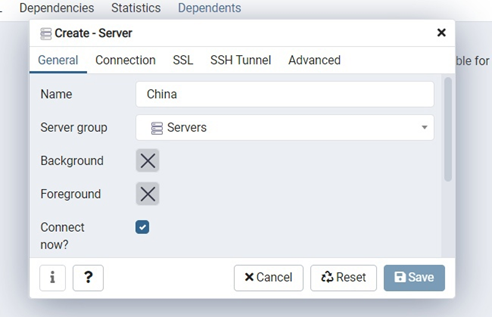 Dependencies Statistics Dependents
Create - Server
ble for
General Connection SSL SSH Tunnel Advanced
Name China
Server group Servers
Background
Foreground
Connect
now?
i ? Cancel Reset Save